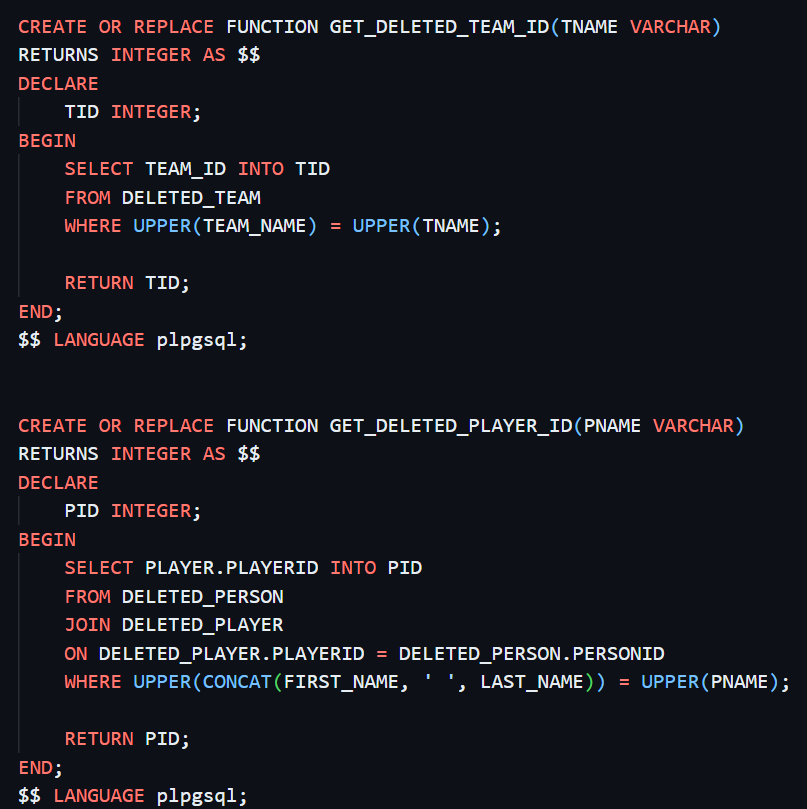 CREATE OR REPLACE FUNCTION GET_DELETED_TEAM_ID(TNAME VARCHAR)
RETURNS INTEGER AS $$
DECLARE
    TID INTEGER;
BEGIN
    SELECT TEAM_ID INTO TID
    FROM DELETED_TEAM
    WHERE UPPER(TEAM_NAME) = UPPER(TNAME);
    RETURN TID;
END;
$$ LANGUAGE plpgsql;
CREATE OR REPLACE FUNCTION GET_DELETED_PLAYER_ID(PNAME VARCHAR)
RETURNS INTEGER AS $$
DECLARE
    PID INTEGER;
BEGIN
    SELECT PLAYER.PLAYERID INTO PID
    FROM DELETED_PERSON
    JOIN DELETED_PLAYER
    ON DELETED_PLAYER.PLAYERID = DELETED_PERSON.PERSONID
    WHERE UPPER(CONCAT(FIRST_NAME, ' ', LAST_NAME)) = UPPER(PNAME);
    RETURN PID;
END;
$$ LANGUAGE plpgsql;